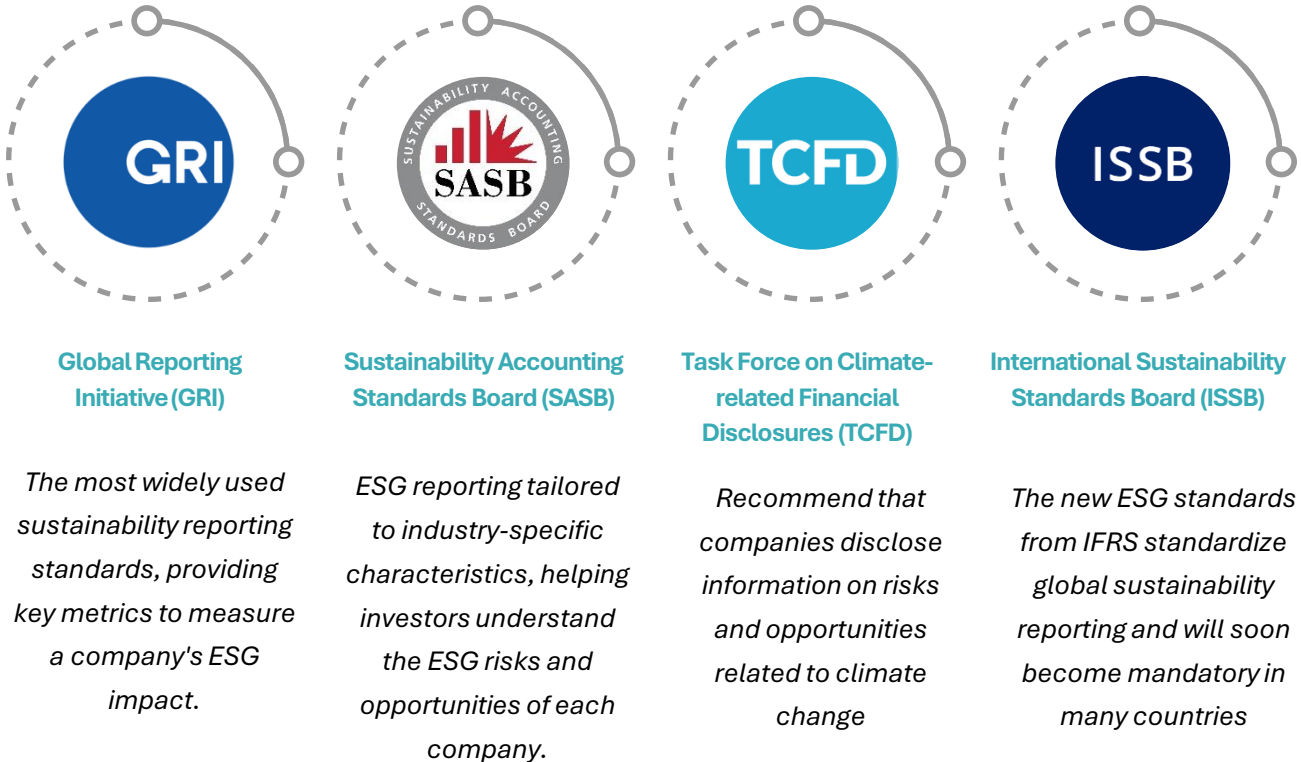 GRI
SUSTAINABILITY ACCOUNTING
SASB
STANDARDS BOARD
TCFD
ISSB
Global Reporting
Initiative (GRI)
The most widely used
sustainability reporting
standards, providing
key metrics to measure
a company's ESG
impact.
Sustainability Accounting
Standards Board (SASB)
ESG reporting tailored
to industry-specific
characteristics, helping
investors understand
the ESG risks and
opportunities of each
company.
Task Force on Climate-
related Financial
Disclosures (TCFD)
Recommend that
companies disclose
information on risks
and opportunities
related to climate
change
International Sustainability
Standards Board (ISSB)
The new ESG standards
from IFRS standardize
global sustainability
reporting and will soon
become mandatory in
many countries